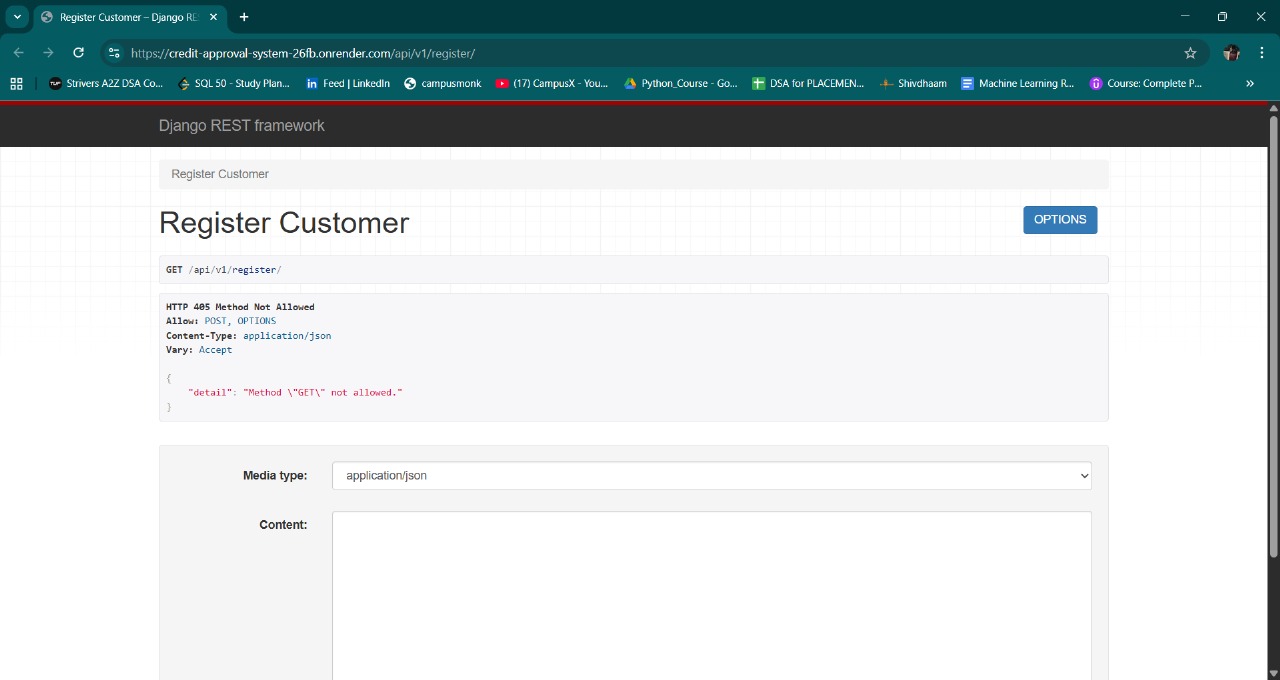 Register Customer – Django RE
https://credit-approval-system-26fb.onrender.com/api/v1/register/
Strivers A2Z DSA Co... SQL 50 - Study Plan... Feed | LinkedIn campusmonk (17) CampusX - You... Python_Course - Go... DSA for PLACEMEN... Shivdhaam Machine Learning R... Course: Complete P...
Django REST framework
Register Customer
Register Customer
OPTIONS
GET /api/v1/register/
HTTP 405 Method Not Allowed
Allow: POST, OPTIONS
Content-Type: application/json
Vary: Accept
{
"detail": "Method \"GET\" not allowed."
}
Media type: application/json
Content: